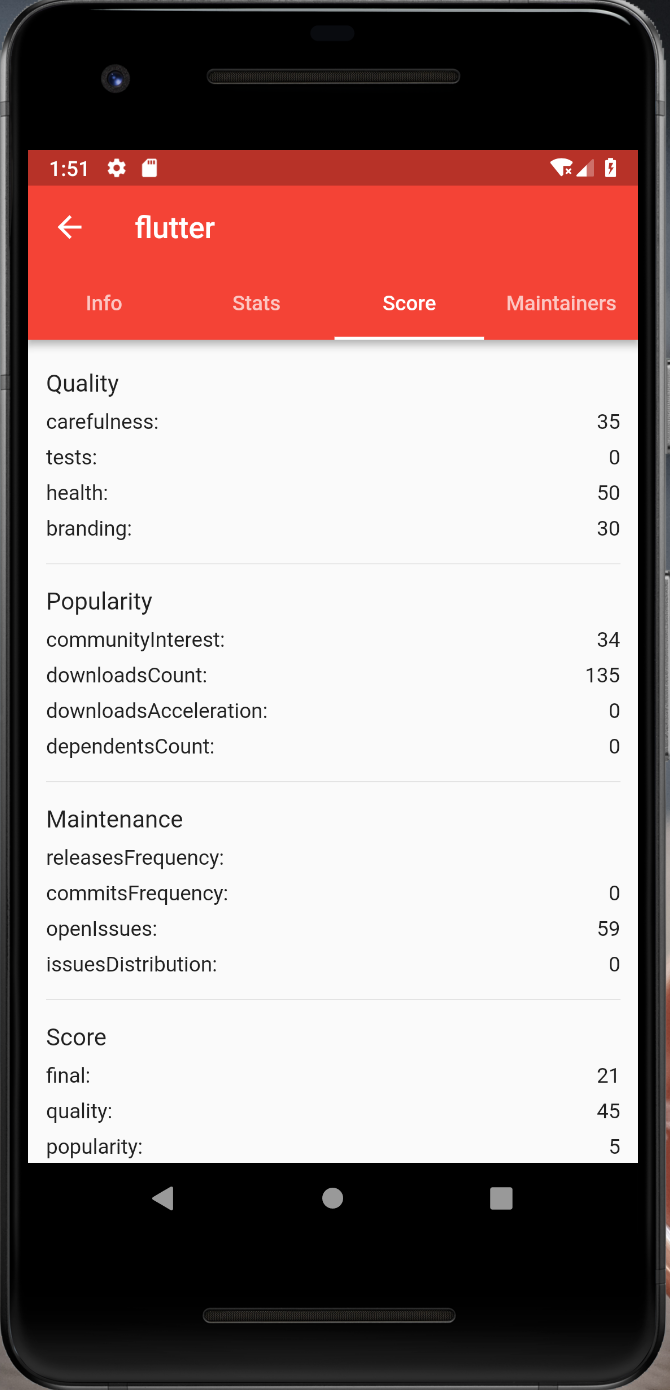 1:51
flutter
Info Stats Score Maintainers
Quality
carefulness: 35
tests: 0
health: 50
branding: 30
Popularity
communityInterest: 34
downloadsCount: 135
downloadsAcceleration: 0
dependentsCount: 0
Maintenance
releasesFrequency:
commitsFrequency: 0
openIssues: 59
issuesDistribution: 0
Score
final: 21
quality: 45
popularity: 5